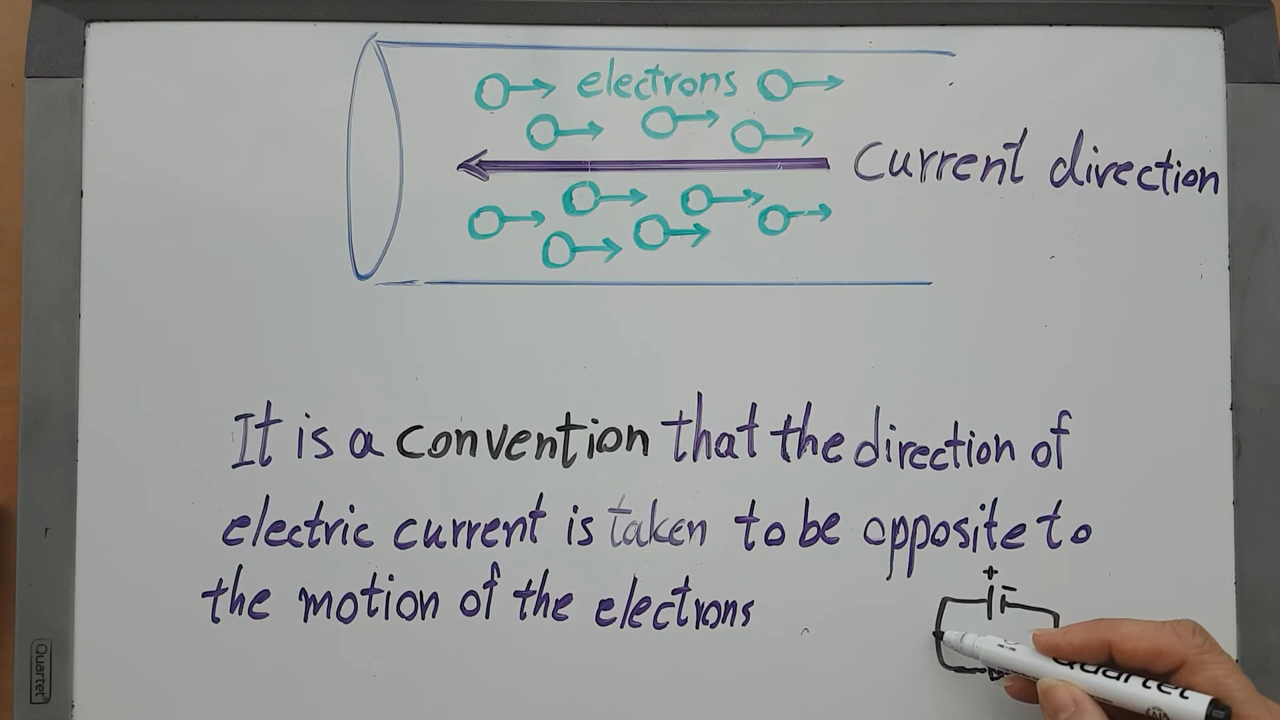 electrons
Current direction
It is a convention that the direction of
electric current is taken to be opposite to
the motion of the electrons
+ -
Quartet
Quartet